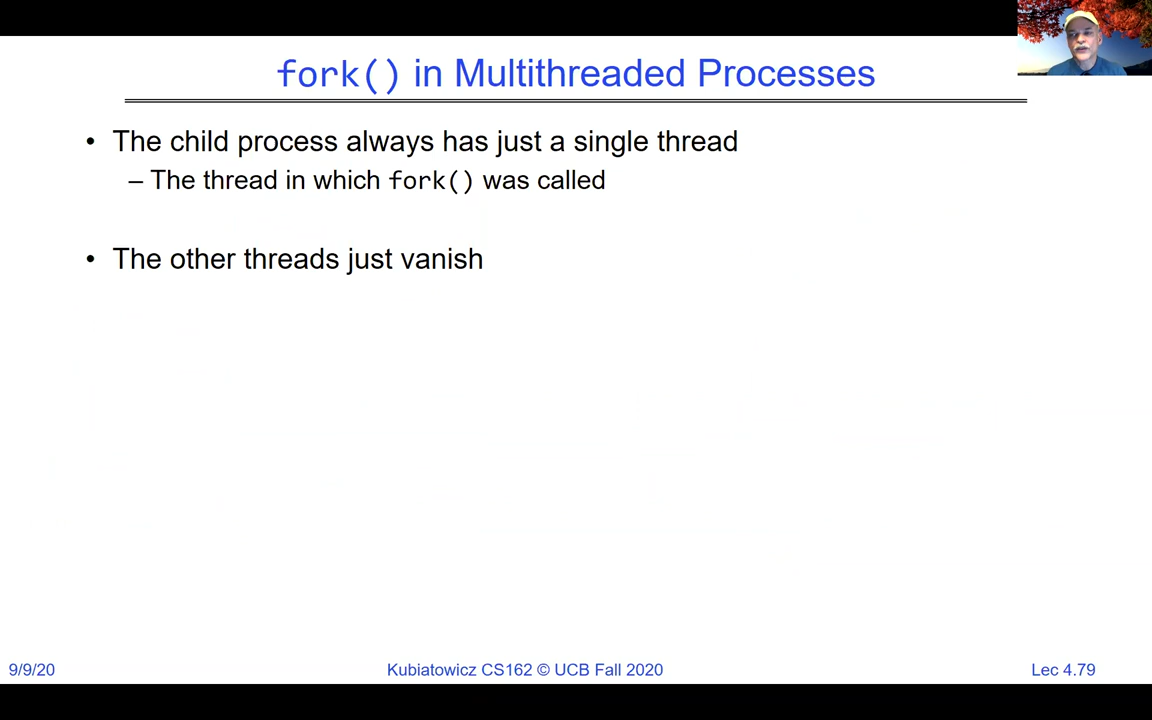 fork() in Multithreaded Processes
• The child process always has just a single thread
– The thread in which fork() was called
• The other threads just vanish
9/9/20
Kubiatowicz CS162 © UCB Fall 2020
Lec 4.79